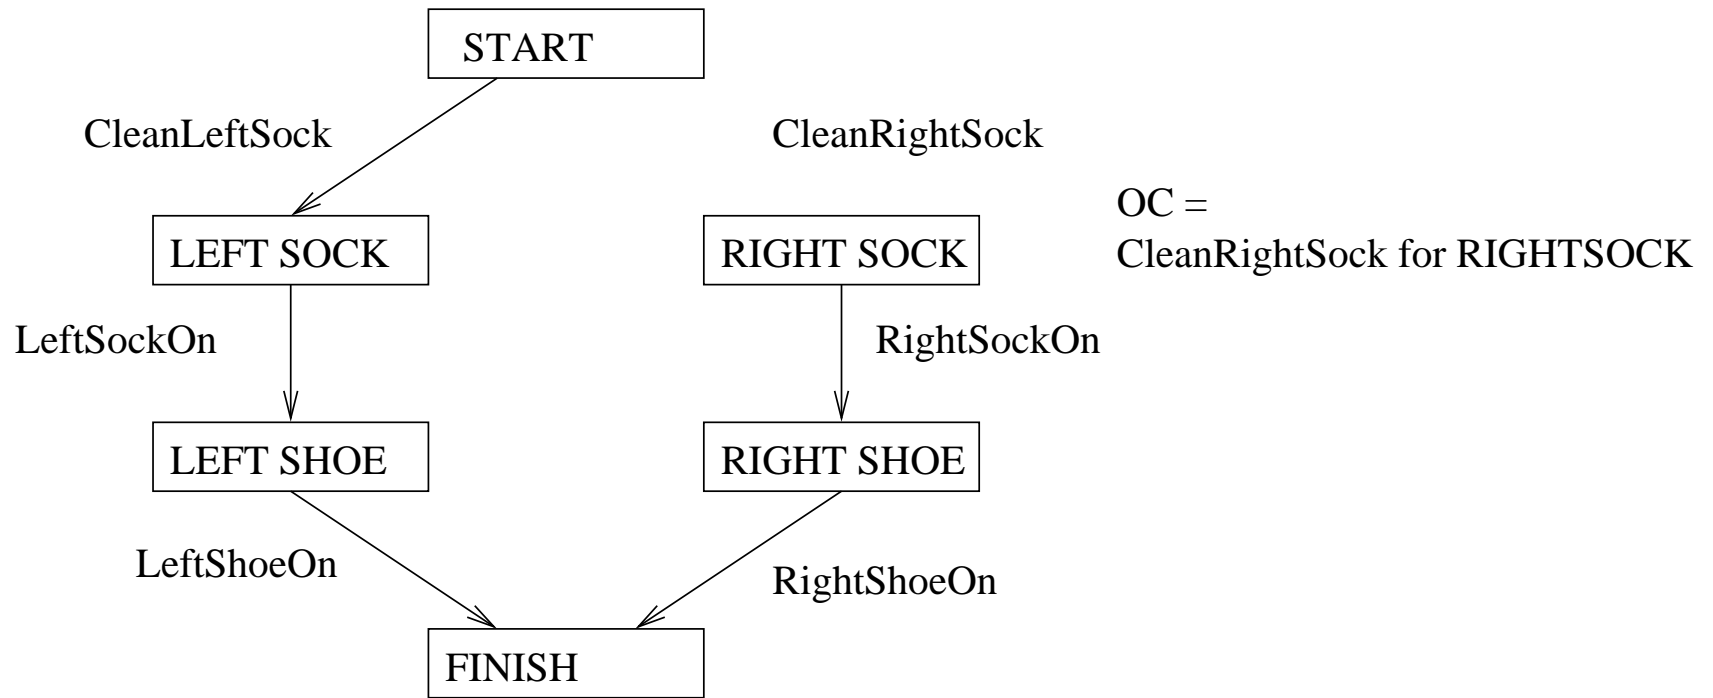 START
CleanLeftSock
CleanRightSock
OC =
CleanRightSock for RIGHTSOCK
LEFT SOCK
RIGHT SOCK
LeftSockOn
RightSockOn
LEFT SHOE
RIGHT SHOE
LeftShoeOn
RightShoeOn
FINISH